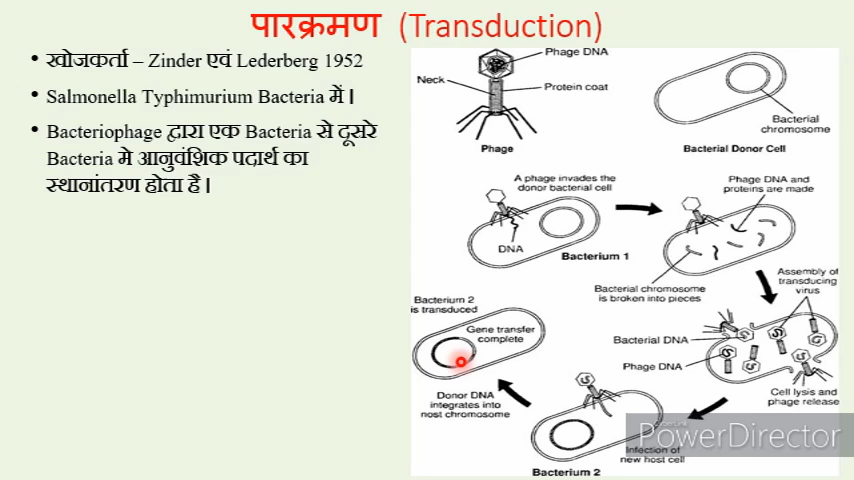 पारक्रमण (Transduction)
• खोजकर्ता – Zinder एवं Lederberg 1952
• Salmonella Typhimurium Bacteria में।
• Bacteriophage द्वारा एक Bacteria से दूसरे
Bacteria मे आनुवंशिक पदार्थ का
स्थानांतरण होता है।
Phage DNA
Neck
Protein coat
Phage
Bacterial
chromosome
Bacterial Donor Cell
A phage invades the
donor bacterial cell
DNA
Bacterium 1
Phage DNA and
proteins are made
Bacterial chromosome
is broken into pieces
Assembly of
transducing
virus
Bacterial DNA
Phage DNA
Cell lysis and
phage release
Bacterium 2
is transduced
Gene transfer
complete
Donor DNA
integrates into
nost chromosome
Infection of
new host cell
Bacterium 2
PowerDirector